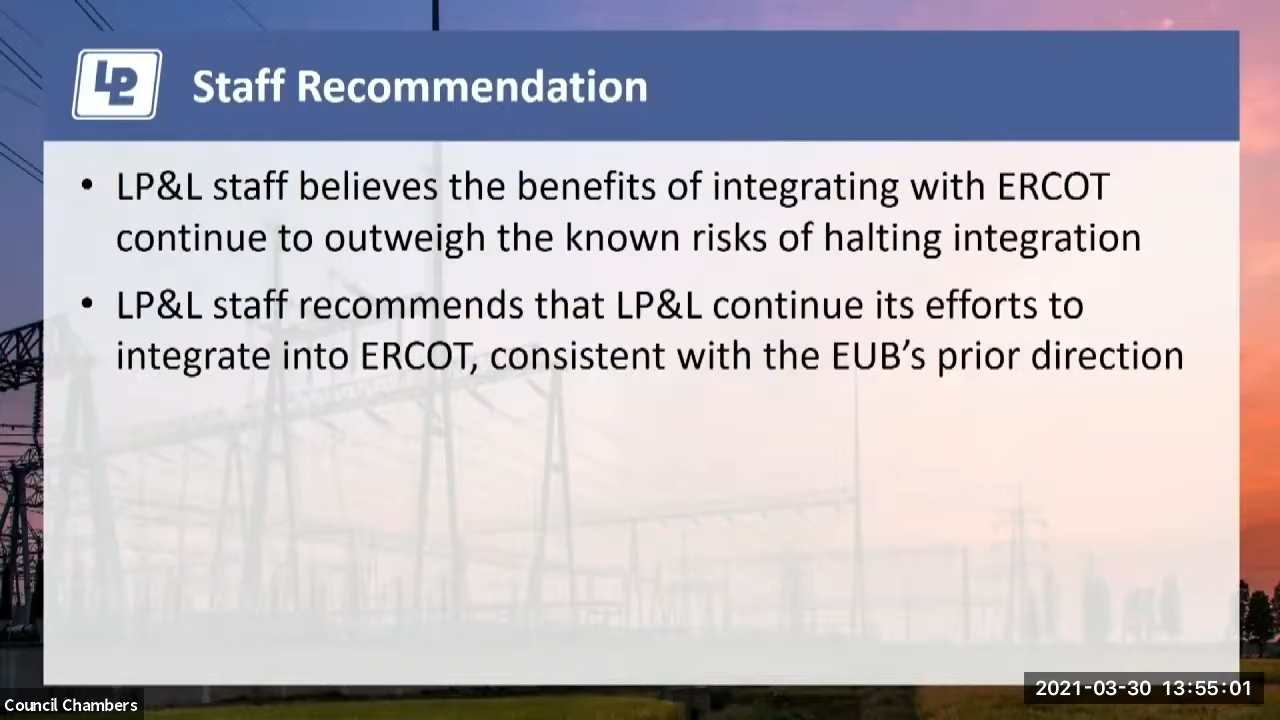 LP&L
Staff Recommendation
• LP&L staff believes the benefits of integrating with ERCOT
continue to outweigh the known risks of halting integration
• LP&L staff recommends that LP&L continue its efforts to
integrate into ERCOT, consistent with the EUB’s prior direction
2021-03-30 13:55:01
Council Chambers